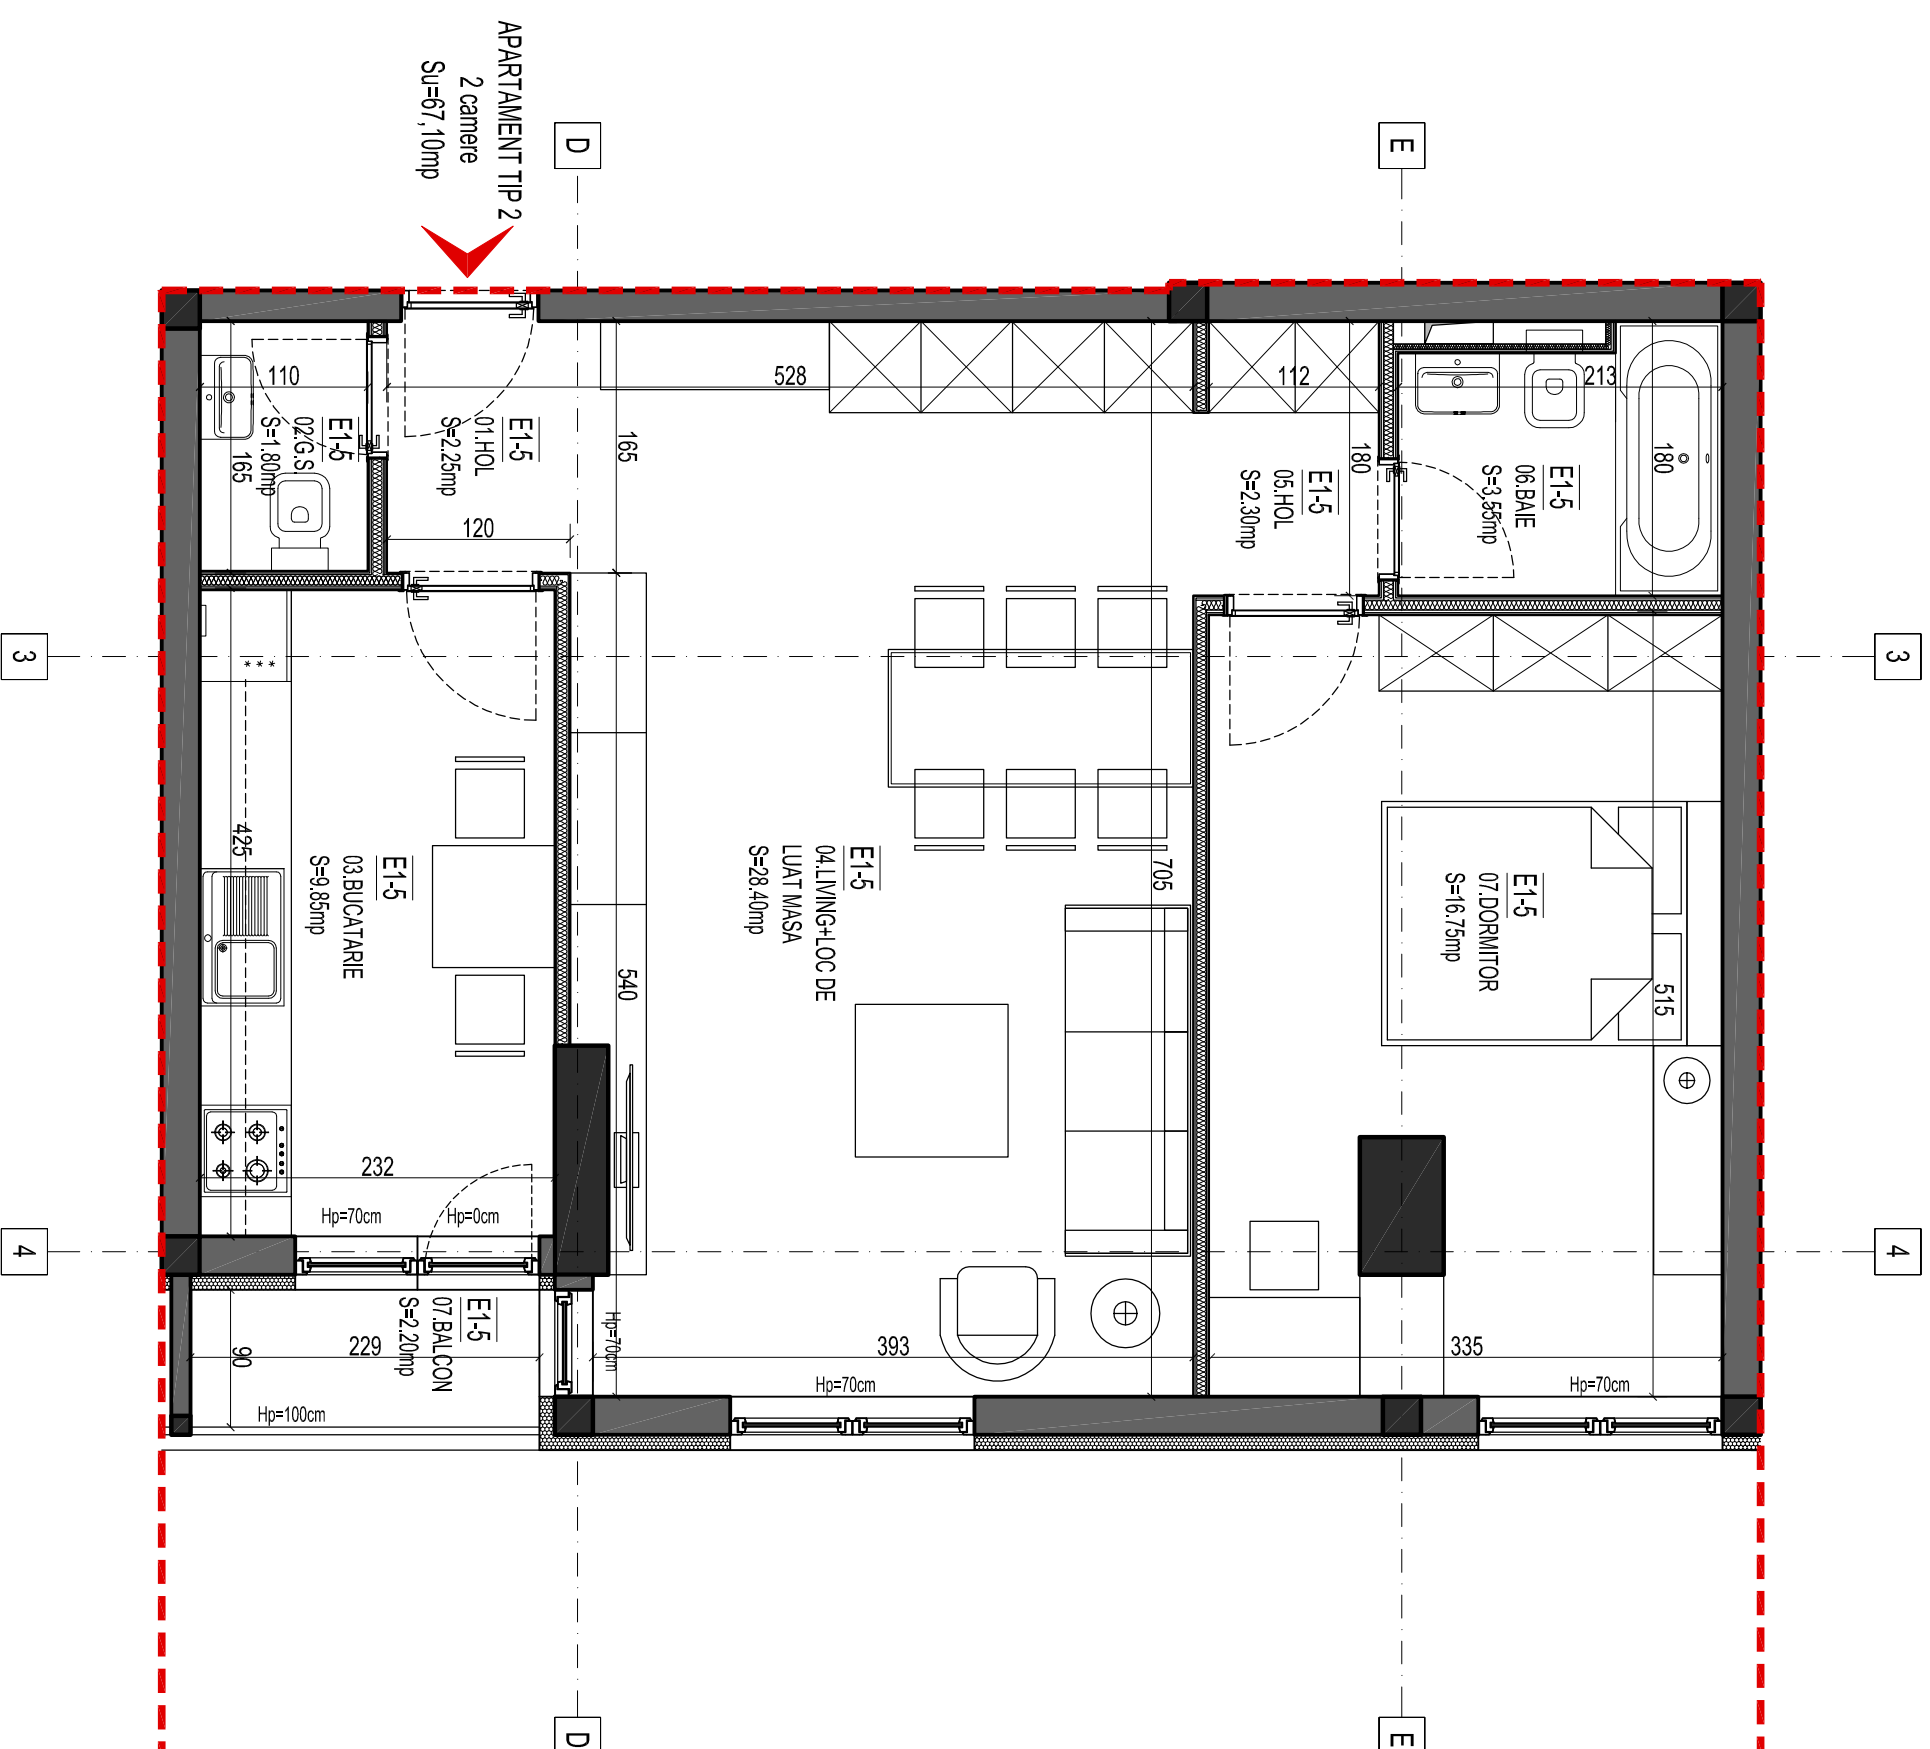 APARTAMENT TIP 2
2 camere
Su=67,10mp
D
E
3
3
4
4
D
E
110
528
112
213
E1-5
02.G.S.
S=1.80mp
165
E1-5
01.HOL
S=2.25mp
165
120
180
E1-5
05.HOL
S=2.30mp
E1-5
06.BAIE
S=3.55mp
180
***
425
E1-5
03.BUCATARIE
S=9.85mp
232
Hp=70cm
Hp=0cm
E1-5
04.LIVING+LOC DE
LUAT MASA
S=28.40mp
705
540
E1-5
07.DORMITOR
S=16.75mp
515
E1-5
07.BALCON
S=2.20mp
229
90
Hp=100cm
Hp=70cm
393
Hp=70cm
335
Hp=70cm